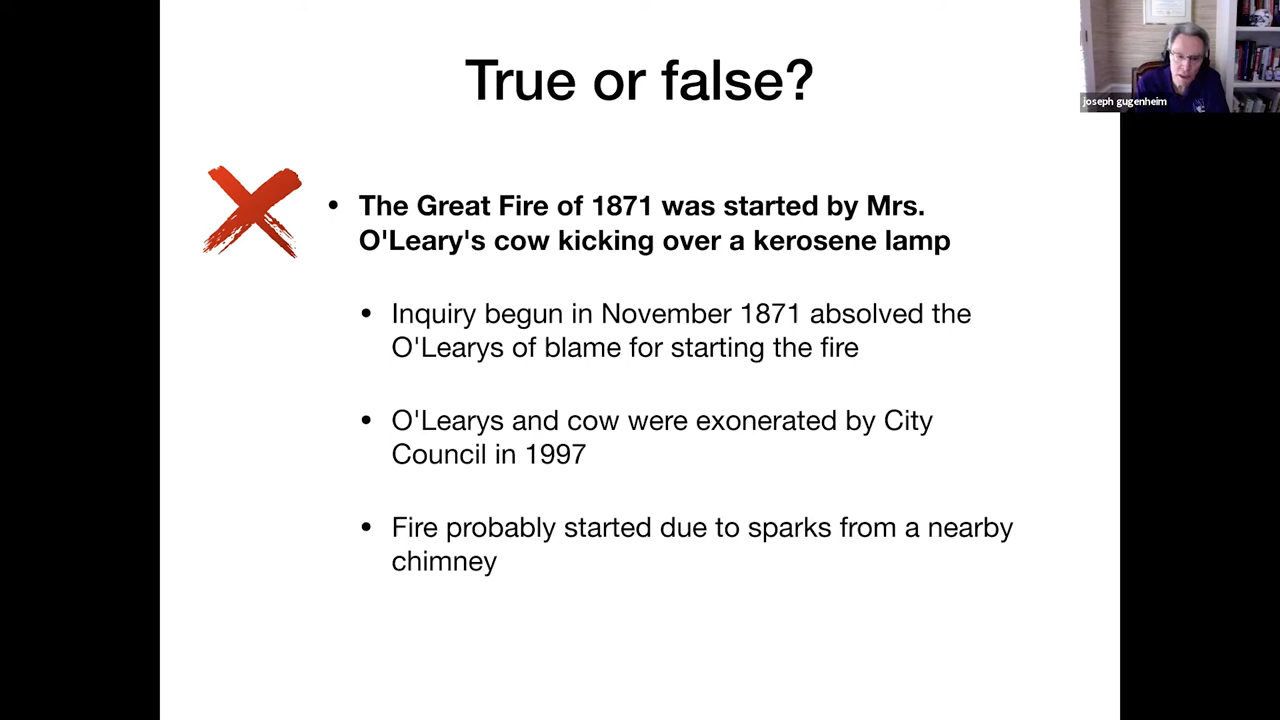 True or false?
joseph gugenheim
• The Great Fire of 1871 was started by Mrs.
O'Leary's cow kicking over a kerosene lamp
• Inquiry begun in November 1871 absolved the
O'Learys of blame for starting the fire
• O'Learys and cow were exonerated by City
Council in 1997
• Fire probably started due to sparks from a nearby
chimney